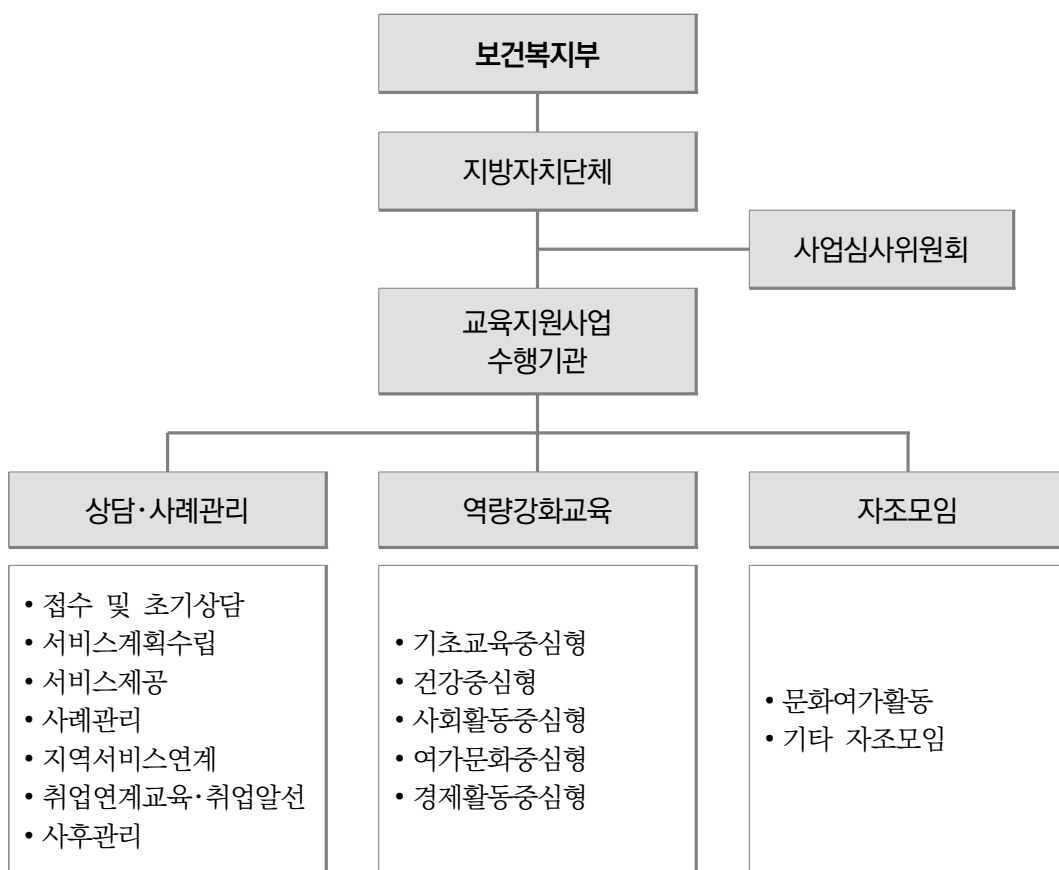 보건복지부
지방자치단체
사업심사위원회
교육지원사업
수행기관
상담·사례관리
• 접수 및 초기상담
• 서비스계획수립
• 서비스제공
• 사례관리
• 지역서비스연계
• 취업연계교육·취업알선
• 사후관리
역량강화교육
• 기초교육중심형
• 건강중심형
• 사회활동중심형
• 여가문화중심형
• 경제활동중심형
자조모임
• 문화여가활동
• 기타 자조모임